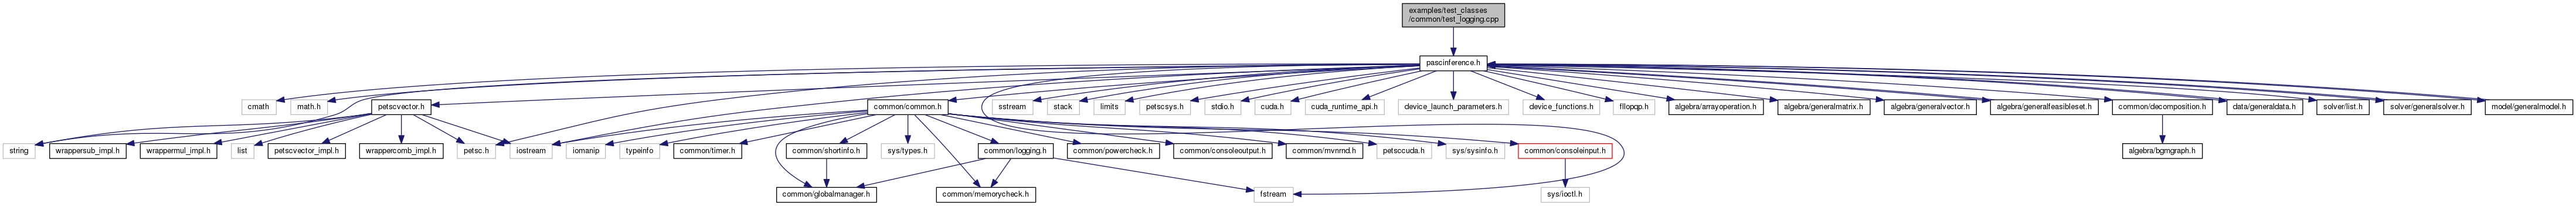 examples/test_classes
/common/test_logging.cpp
pascinference.h
cmath
math.h
petscvector.h
common/common.h
sstream
stack
limits
petscsys.h
stdio.h
cuda.h
cuda_runtime_api.h
device_launch_parameters.h
device_functions.h
fllopqp.h
algebra/arrayoperation.h
algebra/generalmatrix.h
algebra/generalvector.h
algebra/generalfeasibleset.h
common/decomposition.h
data/generaldata.h
solver/list.h
solver/generalsolver.h
model/generalmodel.h
string
wrappersub_impl.h
wrappermul_impl.h
list
petscvector_impl.h
wrappercomb_impl.h
petsc.h
iostream
iomanip
typeinfo
common/timer.h
common/shortinfo.h
sys/types.h
common/logging.h
common/powercheck.h
common/consoleoutput.h
common/mvnrnd.h
petsccuda.h
sys/sysinfo.h
common/consoleinput.h
algebra/bgmgraph.h
common/globalmanager.h
common/memorycheck.h
fstream
sys/ioctl.h